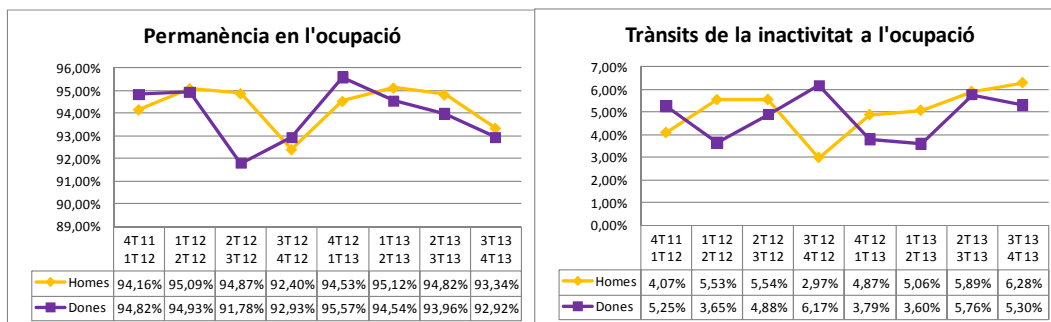 Permanència en l'ocupació
96,00%
95,00%
94,00%
93,00%
92,00%
91,00%
90,00%
89,00%
4T11 1T12 2T12 3T12 4T12 1T13 2T13 3T13
1T12 2T12 3T12 4T12 1T13 2T13 3T13 4T13
Homes 94,16% 95,09% 94,87% 92,40% 94,53% 95,12% 94,82% 93,34%
Dones 94,82% 94,93% 91,78% 92,93% 95,57% 94,54% 93,96% 92,92%
Trànsits de la inactivitat a l'ocupació
7,00%
6,00%
5,00%
4,00%
3,00%
2,00%
1,00%
0,00%
4T11 1T12 2T12 3T12 4T12 1T13 2T13 3T13
1T12 2T12 3T12 4T12 1T13 2T13 3T13 4T13
Homes 4,07% 5,53% 5,54% 2,97% 4,87% 5,06% 5,89% 6,28%
Dones 5,25% 3,65% 4,88% 6,17% 3,79% 3,60% 5,76% 5,30%